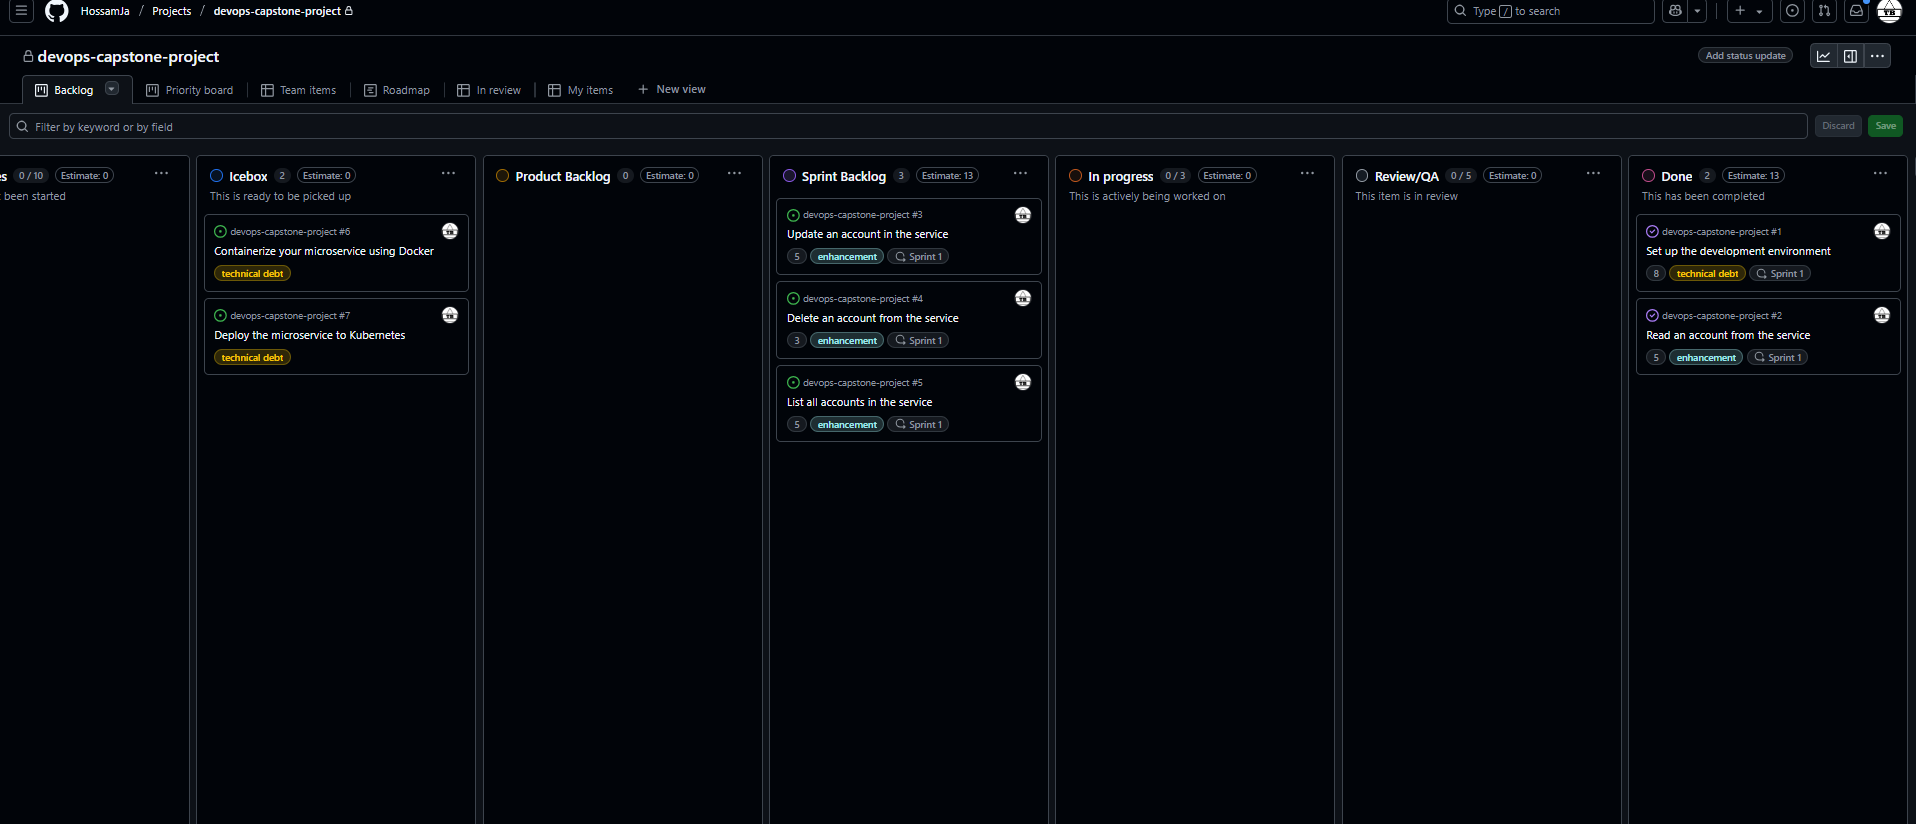 HossamJa / Projects / devops-capstone-project
Type / to search
devops-capstone-project
Add status update
Backlog
Priority board
Team items
Roadmap
In review
My items
New view
Filter by keyword or by field
Discard
Save
s 0 / 10 Estimate: 0
been started
Icebox 2 Estimate: 0
This is ready to be picked up
devops-capstone-project #6
Containerize your microservice using Docker
technical debt
devops-capstone-project #7
Deploy the microservice to Kubernetes
technical debt
Product Backlog 0 Estimate: 0
Sprint Backlog 3 Estimate: 13
devops-capstone-project #3
Update an account in the service
5 enhancement Sprint 1
devops-capstone-project #4
Delete an account from the service
3 enhancement Sprint 1
devops-capstone-project #5
List all accounts in the service
5 enhancement Sprint 1
In progress 0 / 3 Estimate: 0
This is actively being worked on
Review/QA 0 / 5 Estimate: 0
This item is in review
Done 2 Estimate: 13
This has been completed
devops-capstone-project #1
Set up the development environment
8 technical debt Sprint 1
devops-capstone-project #2
Read an account from the service
5 enhancement Sprint 1